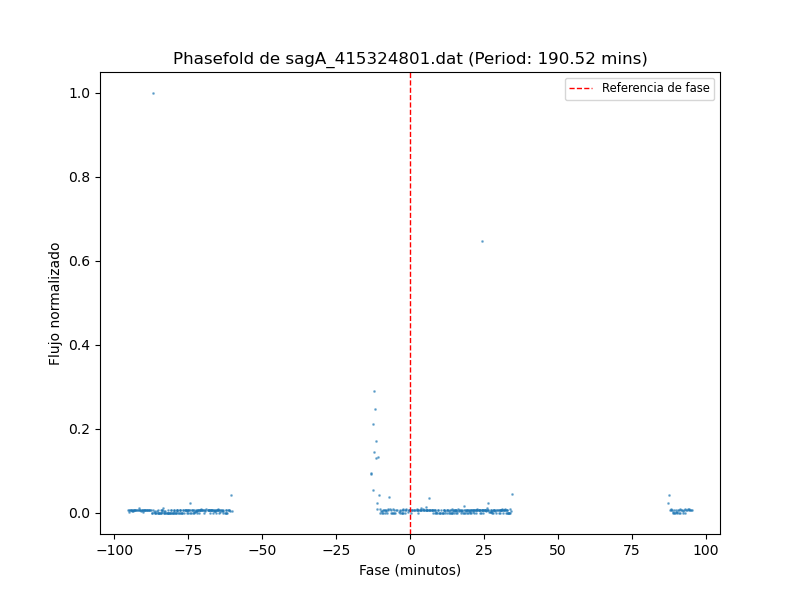 Phasefold de sagA_415324801.dat (Period: 190.52 mins)
Referencia de fase
Flujo normalizado
1.0
0.8
0.6
0.4
0.2
0.0
−100 −75 −50 −25 0 25 50 75 100
Fase (minutos)